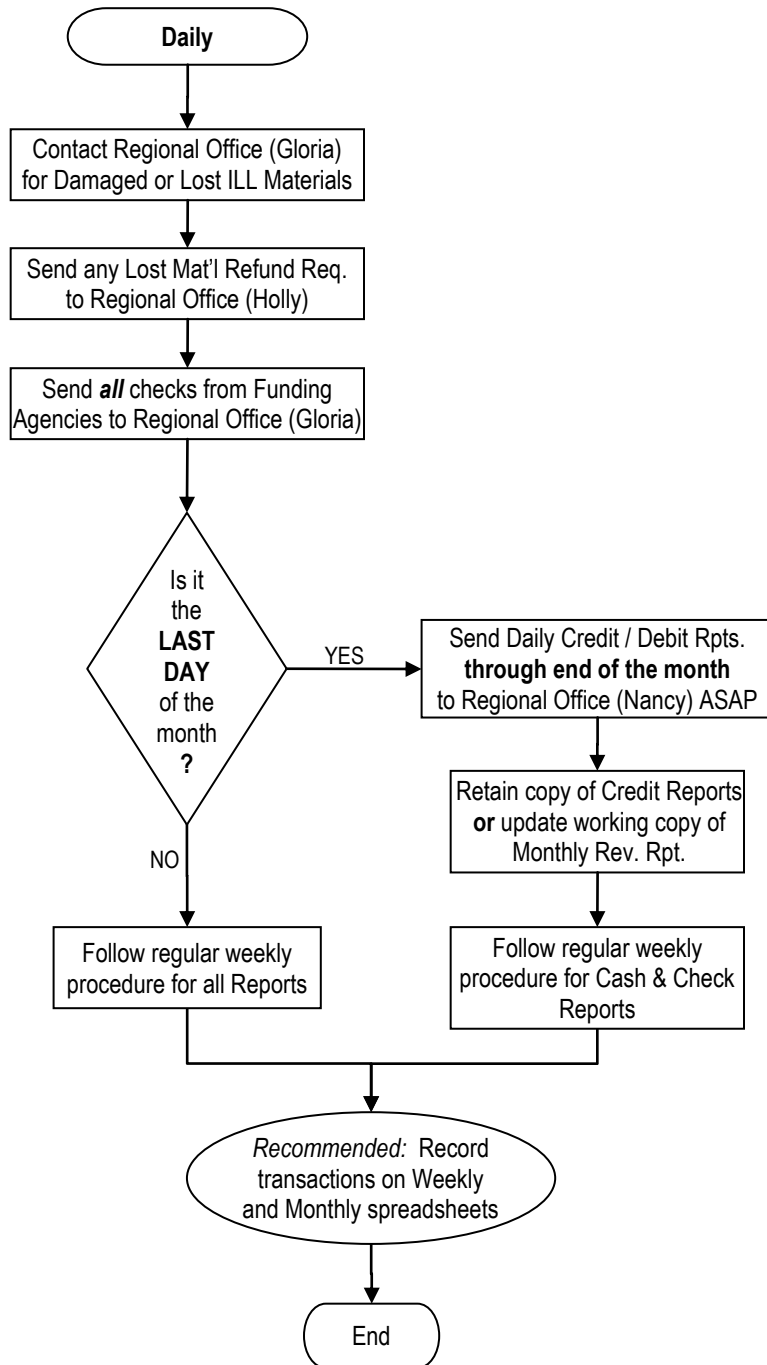 Daily
Contact Regional Office (Gloria)
for Damaged or Lost ILL Materials
Send any Lost Mat’l Refund Req.
to Regional Office (Holly)
Send all checks from Funding
Agencies to Regional Office (Gloria)
Is it
the
LAST
DAY
of the
month
?
YES
Send Daily Credit / Debit Rpts.
through end of the month
to Regional Office (Nancy) ASAP
Retain copy of Credit Reports
or update working copy of
Monthly Rev. Rpt.
NO
Follow regular weekly
procedure for all Reports
Follow regular weekly
procedure for Cash & Check
Reports
Recommended: Record
transactions on Weekly
and Monthly spreadsheets
End